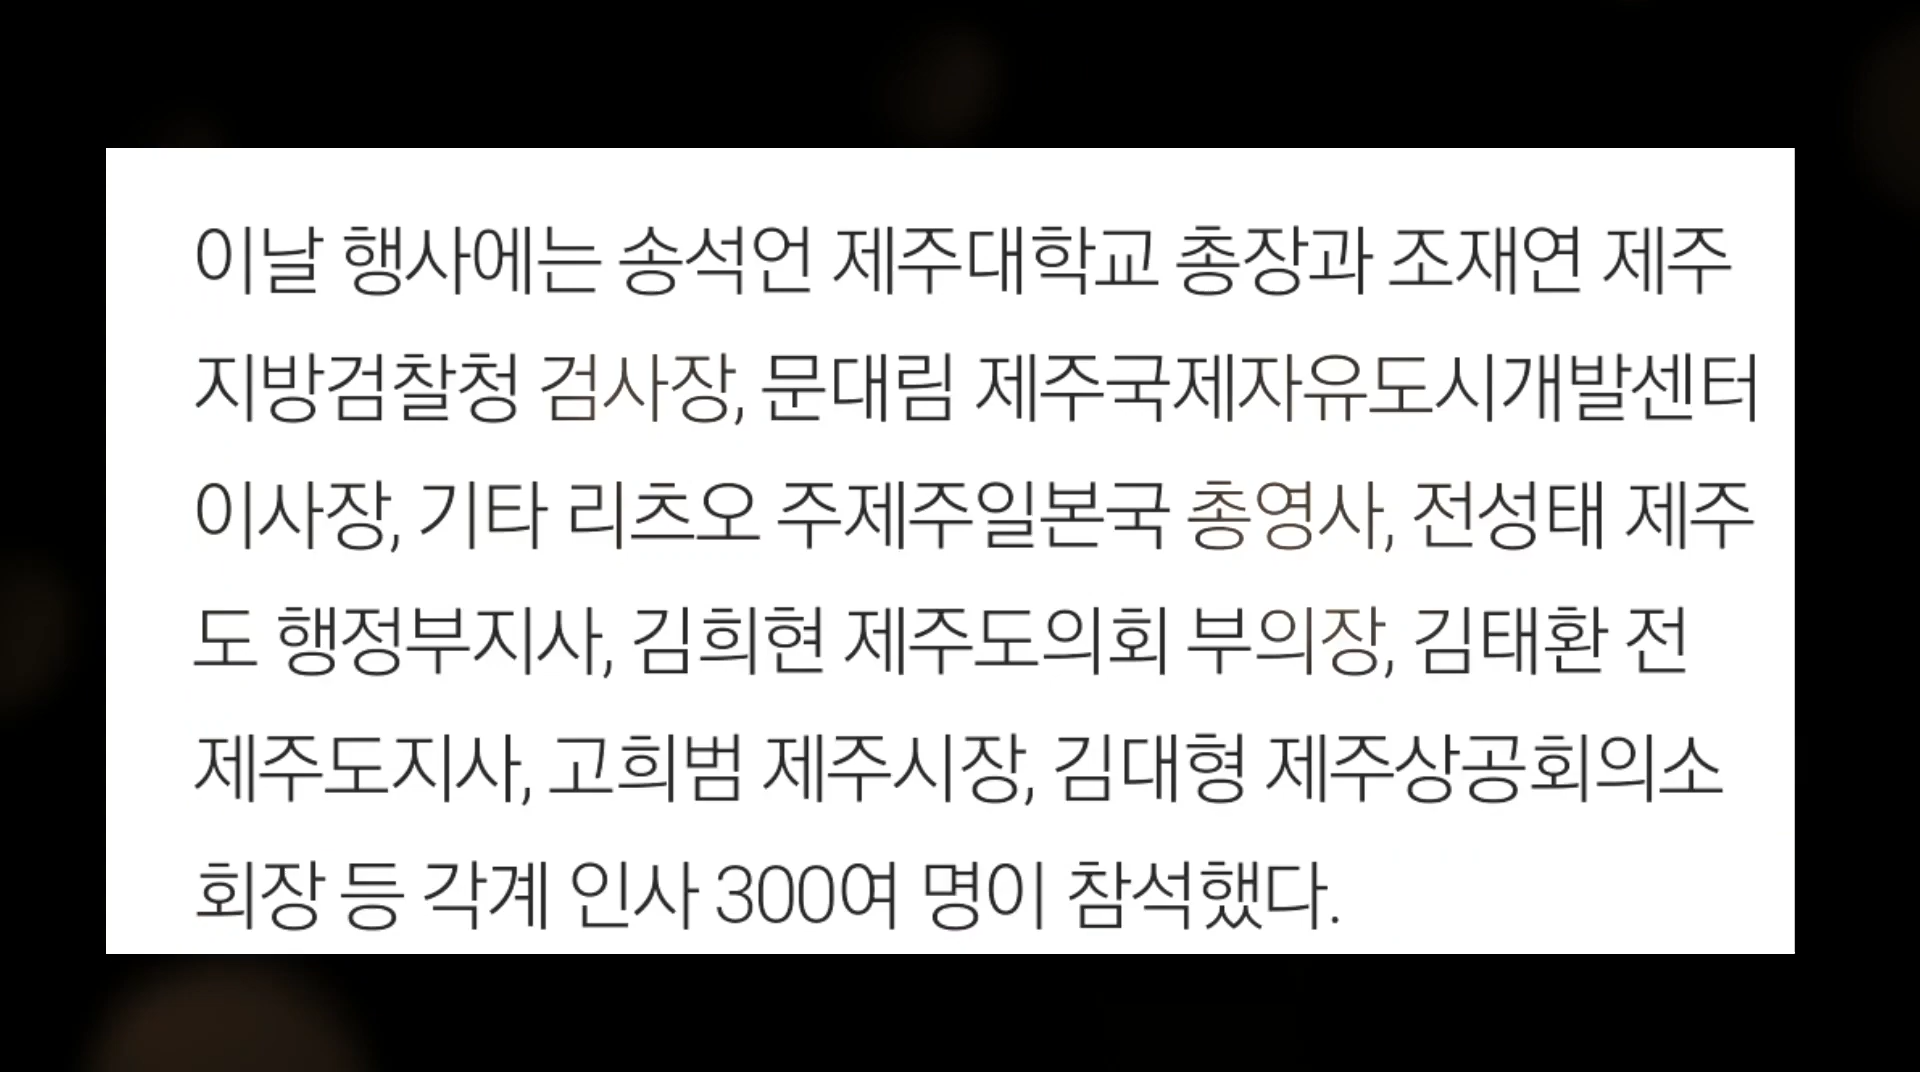 이날 행사에는 송석언 제주대학교 총장과 조재연 제주
지방검찰청 검사장, 문대림 제주국제자유도시개발센터
이사장, 기타 리츠오 주제주일본국 총영사, 전성태 제주
도 행정부지사, 김희현 제주도의회 부의장, 김태환 전
제주도지사, 고희범 제주시장, 김대형 제주상공회의소
회장 등 각계 인사 300여 명이 참석했다.